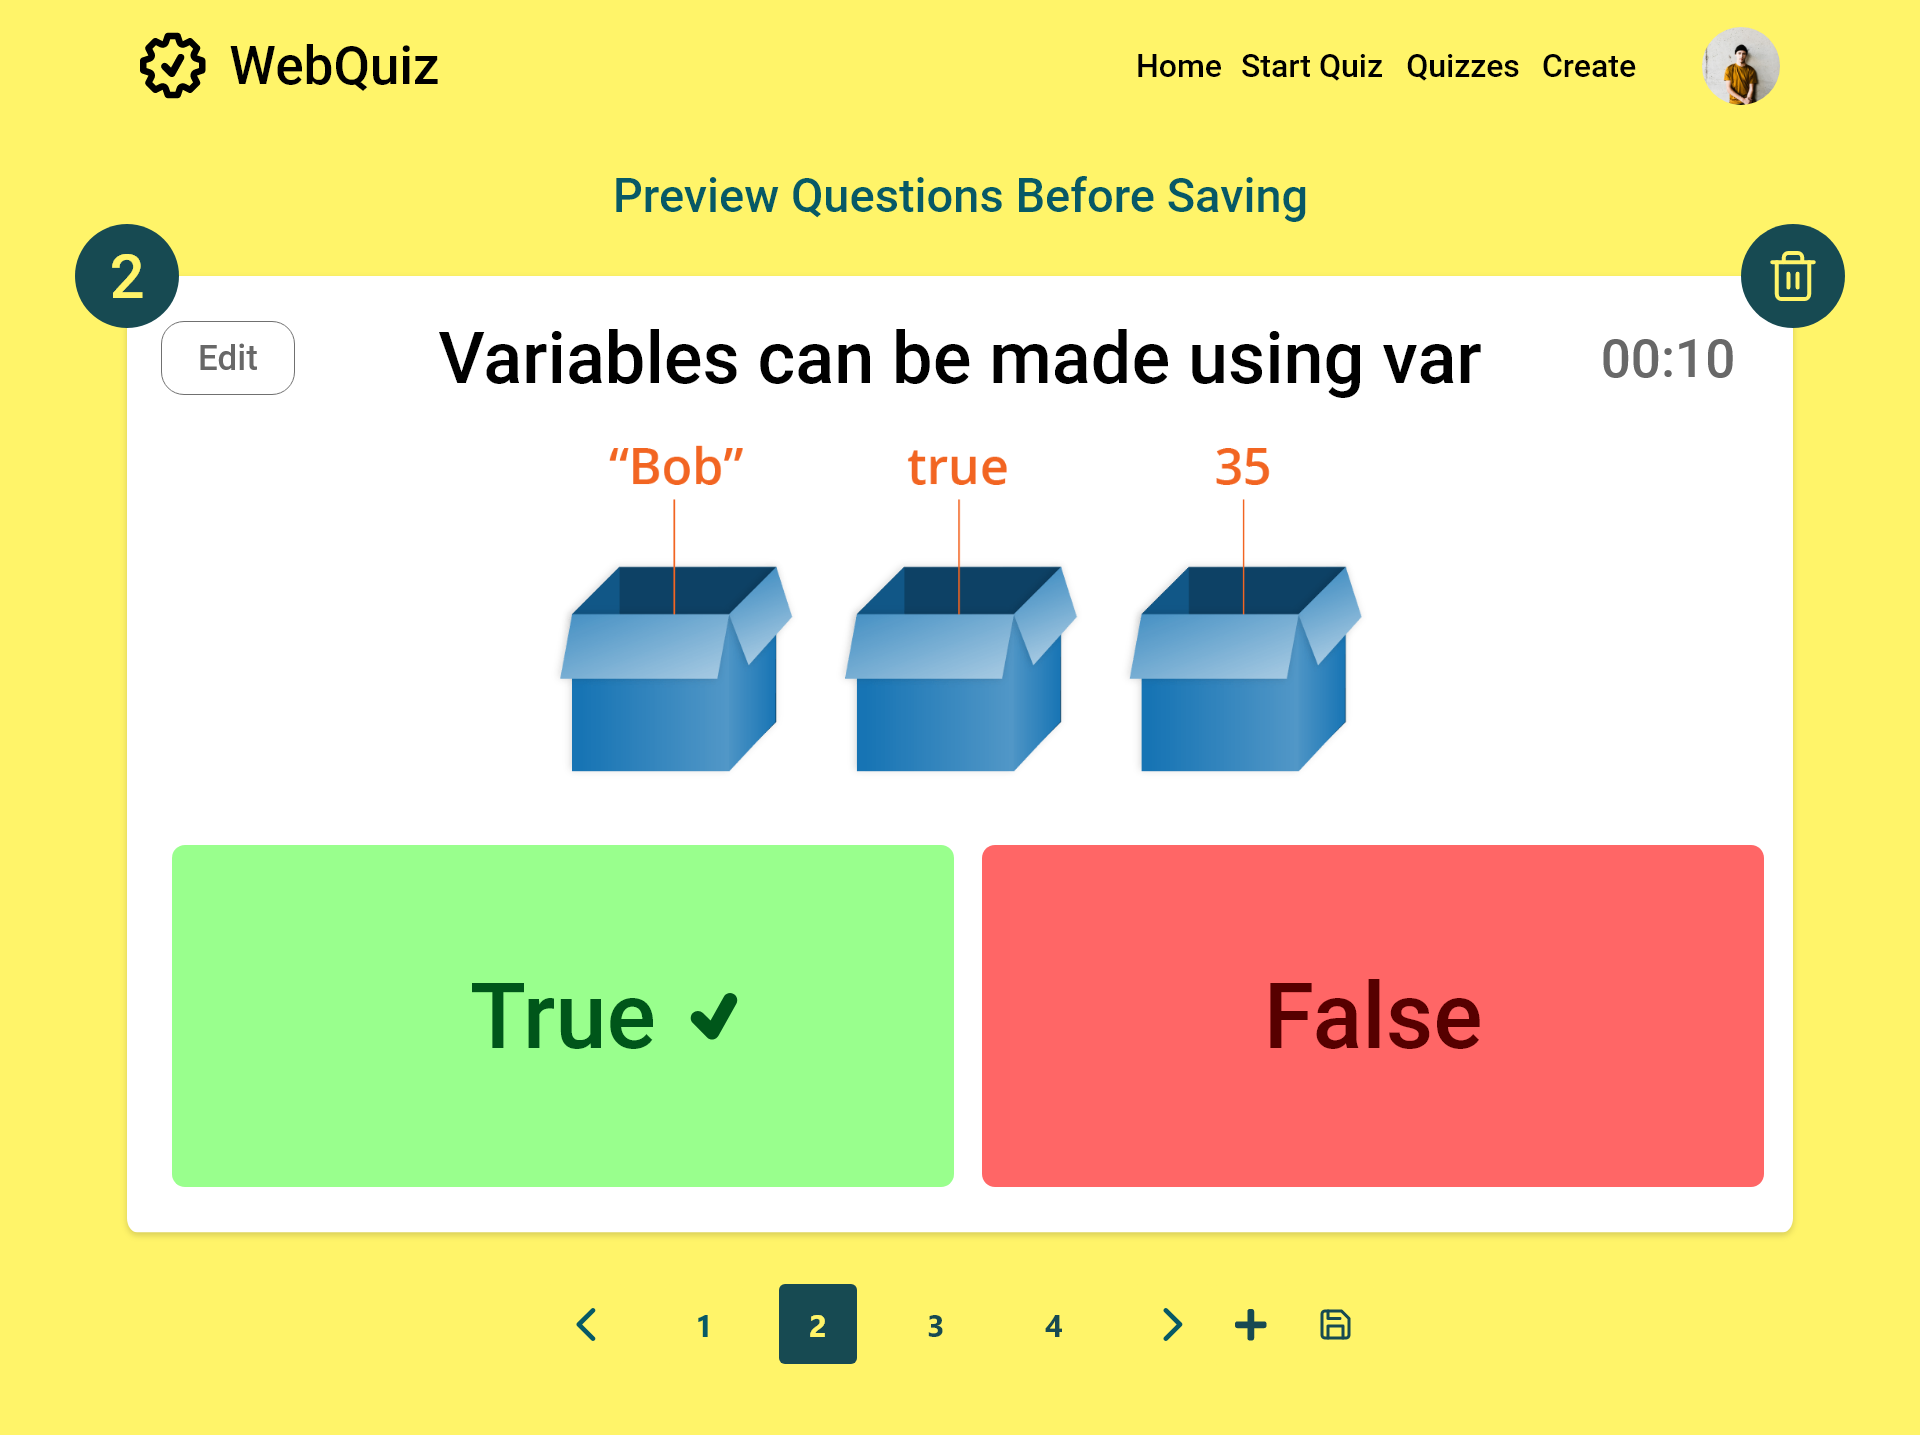 WebQuiz
Home Start Quiz Quizzes Create
Preview Questions Before Saving
2
Edit
Variables can be made using var
00:10
“Bob” true 35
True
False
1 2 3 4